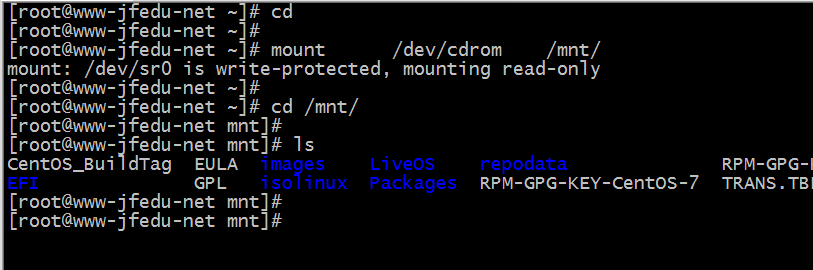 [root@www-jfedu-net ~]# cd
[root@www-jfedu-net ~]#
[root@www-jfedu-net ~]# mount /dev/cdrom /mnt/
mount: /dev/sr0 is write-protected, mounting read-only
[root@www-jfedu-net ~]#
[root@www-jfedu-net ~]# cd /mnt/
[root@www-jfedu-net mnt]#
[root@www-jfedu-net mnt]# ls
CentOS_BuildTag EULA images LiveOS repodata RPM-GPG-
EFI GPL isolinux Packages RPM-GPG-KEY-CentOS-7 TRANS.TB
[root@www-jfedu-net mnt]#
[root@www-jfedu-net mnt]#